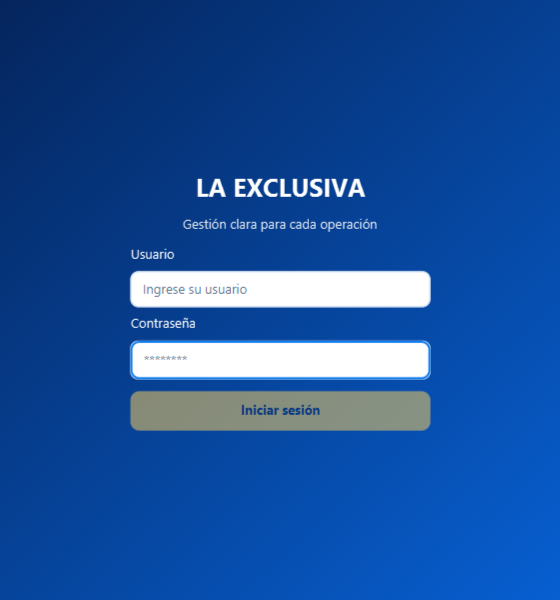 LA EXCLUSIVA
Gestión clara para cada operación
Usuario
Ingrese su usuario
Contraseña
********
Iniciar sesión